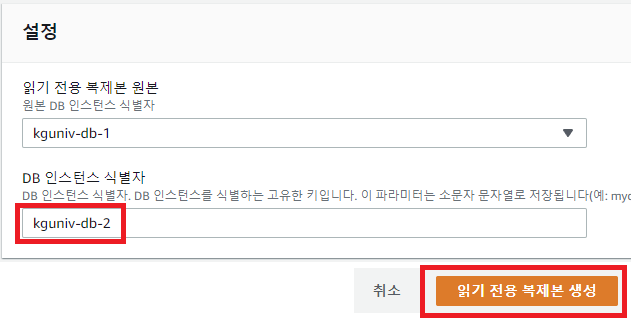 설정
읽기 전용 복제본 원본
원본 DB 인스턴스 식별자
kguniv-db-1
DB 인스턴스 식별자
DB 인스턴스 식별자. DB 인스턴스를 식별하는 고유한 키입니다. 이 파라미터는 소문자 문자열로 저장됩니다(예: myd
kguniv-db-2
취소
읽기 전용 복제본 생성